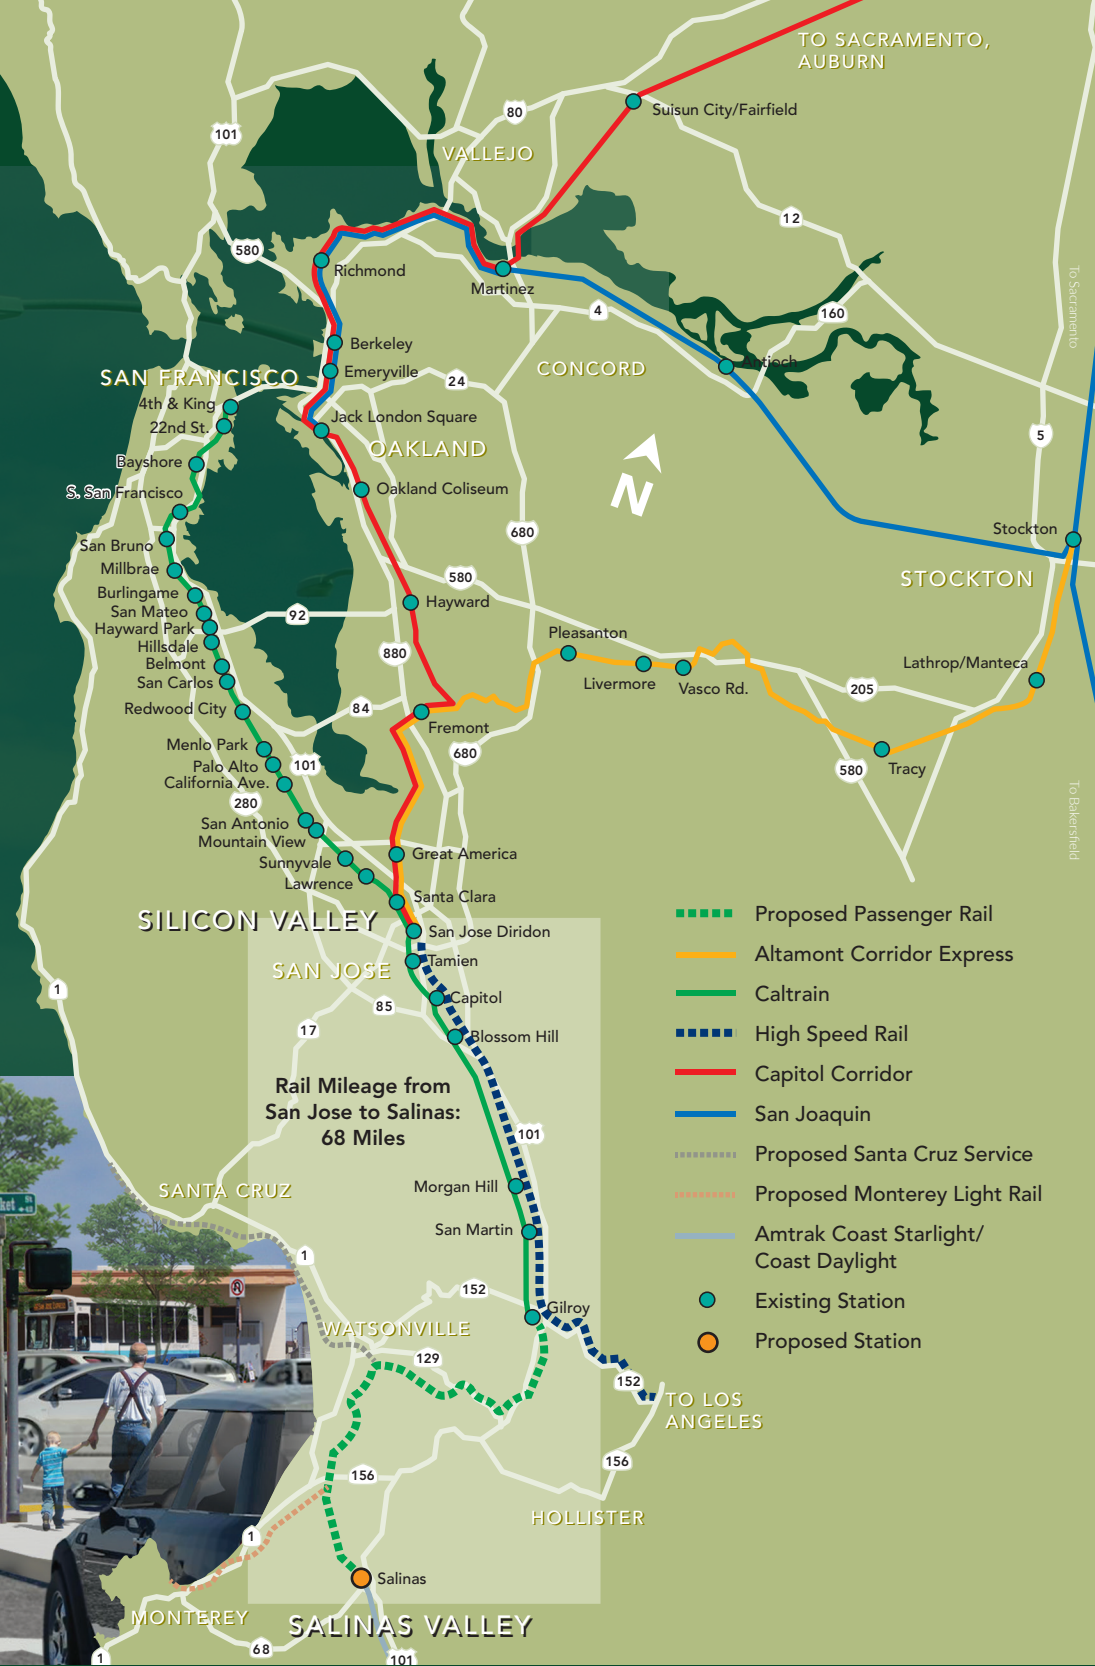 TO SACRAMENTO,
AUBURN
Suisun City/Fairfield
80
101
VALLEJO
12
580
Richmond
Martinez
To Sacramento
4
160
Berkeley
Antioch
CONCORD
Emeryville
SAN FRANCISCO
24
4th & King
22nd St.
Jack London Square
5
OAKLAND
Bayshore
S. San Francisco
Oakland Coliseum
N
680
Stockton
San Bruno
Millbrae
580
STOCKTON
Burlingame
Hayward
San Mateo
92
Hayward Park
Pleasanton
Hillsdale
880
Belmont
Lathrop/Manteca
San Carlos
Livermore
Vasco Rd.
205
Redwood City
84
Fremont
Menlo Park
680
Palo Alto
101
580
Tracy
California Ave.
280
To Bakersfield
San Antonio
Mountain View
Great America
Sunnyvale
Lawrence
Santa Clara
SILICON VALLEY
San Jose Diridon
SAN JOSE
Tamien
1
85
Capitol
17
Blossom Hill
Rail Mileage from
San Jose to Salinas:
68 Miles
101
Morgan Hill
SANTA CRUZ
San Martin
1
152
Gilroy
WATSONVILLE
129
152
TO LOS
ANGELES
156
156
HOLLISTER
1
Salinas
MONTEREY
SALINAS VALLEY
68
1
101
Proposed Passenger Rail
Altamont Corridor Express
Caltrain
High Speed Rail
Capitol Corridor
San Joaquin
Proposed Santa Cruz Service
Proposed Monterey Light Rail
Amtrak Coast Starlight/
Coast Daylight
Existing Station
Proposed Station